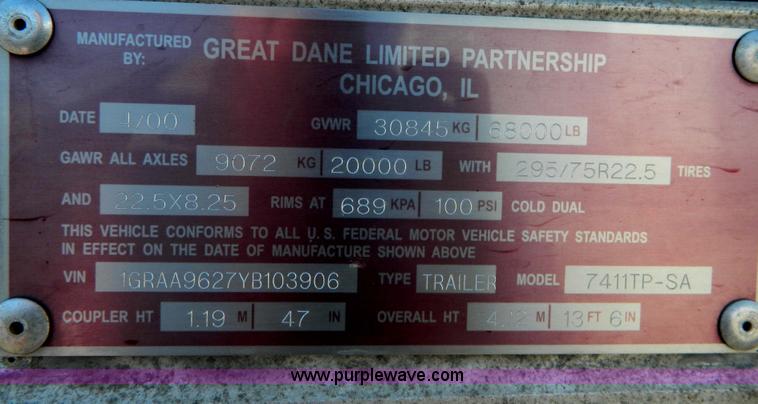 MANUFACTURED BY: GREAT DANE LIMITED PARTNERSHIP
CHICAGO, IL
DATE 4/00 GVWR 30845 KG 68000 LB
GAWR ALL AXLES 9072 KG 20000 LB WITH 295/75R22.5 TIRES
AND 22.5X8.25 RIMS AT 689 KPA 100 PSI COLD DUAL
THIS VEHICLE CONFORMS TO ALL U.S. FEDERAL MOTOR VEHICLE SAFETY STANDARDS
IN EFFECT ON THE DATE OF MANUFACTURE SHOWN ABOVE
VIN 1GRAA9627YB103906 TYPE TRAILER MODEL 7411TP-SA
COUPLER HT 1.19 M 47 IN OVERALL HT 4.12 M 13 FT 6 IN
www.purplewave.com